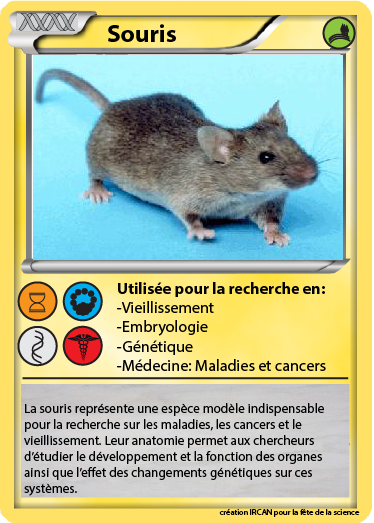 Souris
Utilisée pour la recherche en:
-Vieillissement
-Embryologie
-Génétique
-Médecine: Maladies et cancers
La souris représente une espèce modèle indispensable
pour la recherche sur les maladies, les cancers et le
vieillissement. Leur anatomie permet aux chercheurs
d'étudier le développement et la fonction des organes
ainsi que l'effet des changements génétiques sur ces
systèmes.
création IRCAN pour la fête de la science